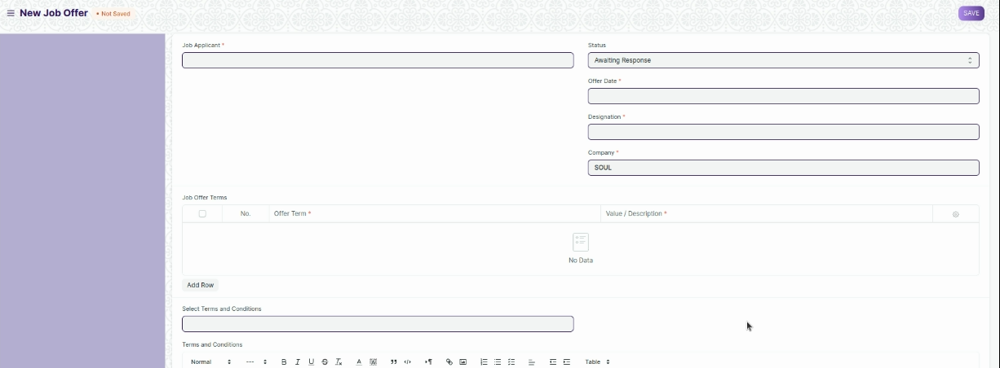 New Job Offer • Not Saved SAVE
Job Applicant *
Status
Awaiting Response
Offer Date *
Designation *
Company *
SOUL
Job Offer Terms
No. Offer Term * Value / Description *
No Data
Add Row
Select Terms and Conditions
Terms and Conditions
Normal --- B I U S Tx A A ” </> ¶ Table